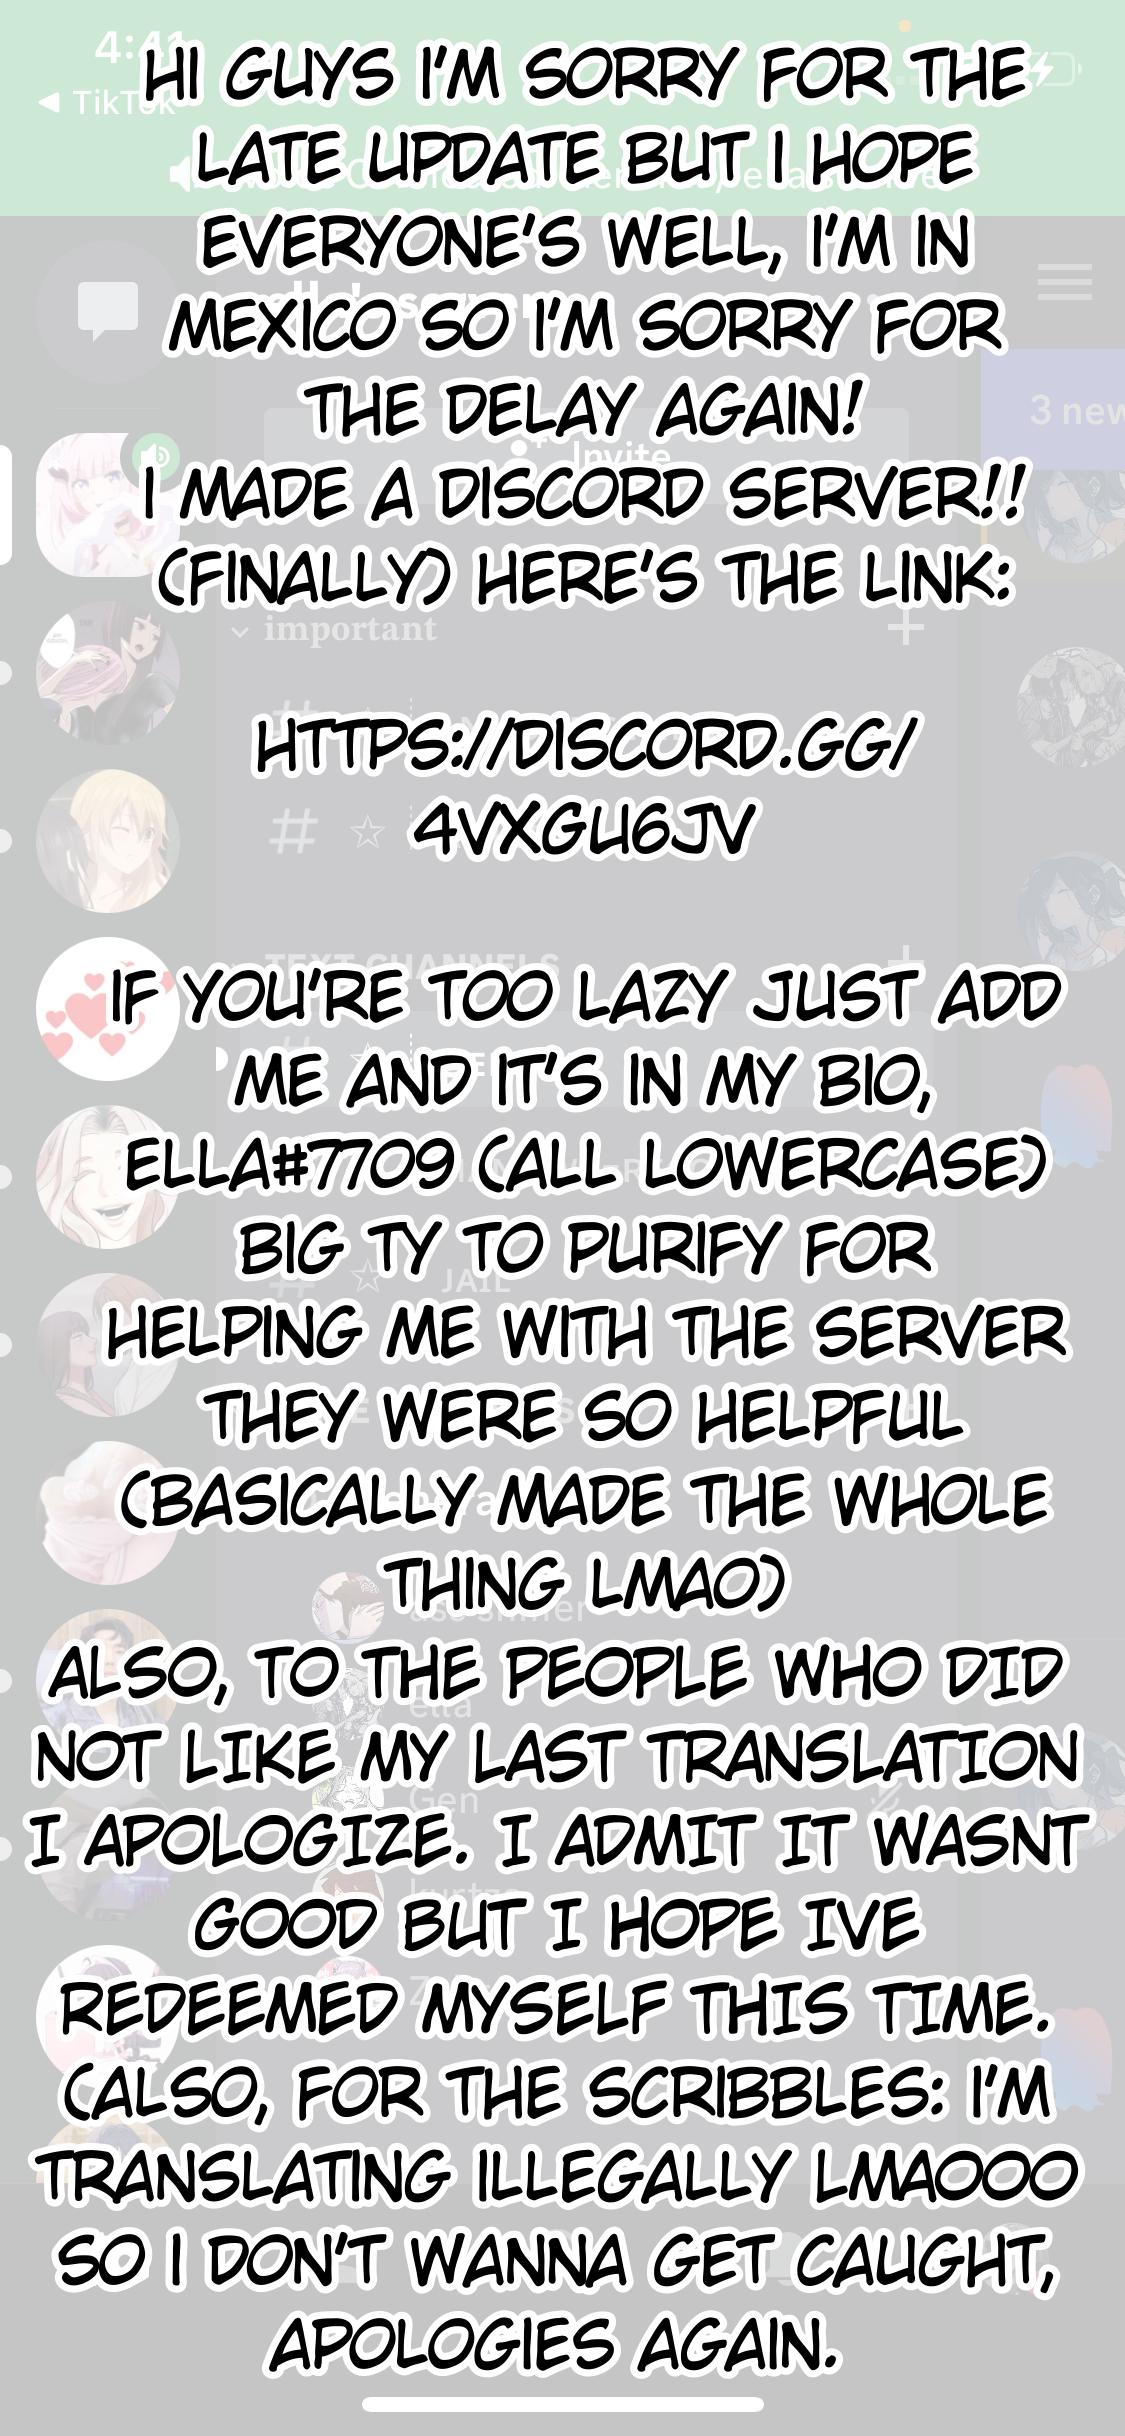 4:41
TikTok
HI GUYS I'M SORRY FOR THE
LATE UPDATE BUT I HOPE
EVERYONE'S WELL, I'M IN
MEXICO SO I'M SORRY FOR
THE DELAY AGAIN!
I MADE A DISCORD SERVER!!
(FINALLY) HERE'S THE LINK:
3 new
Invite
important
HTTPS://DISCORD.GG/
4VXGU6JV
TEXT CHANNELS
IF YOU'RE TOO LAZY JUST ADD
ME AND IT'S IN MY BIO,
ELLA#7709 (ALL LOWERCASE)
BIG TY TO PURIFY FOR
JAIL
HELPING ME WITH THE SERVER
THEY WERE SO HELPFUL
(BASICALLY MADE THE WHOLE
THING LMAO)
ALSO, TO THE PEOPLE WHO DID
ella
NOT LIKE MY LAST TRANSLATION
Gen
I APOLOGIZE. I ADMIT IT WASNT
GOOD BUT I HOPE IVE
REDEEMED MYSELF THIS TIME.
(ALSO, FOR THE SCRIBBLES: I'M
TRANSLATING ILLEGALLY LMAOOO
SO I DON'T WANNA GET CAUGHT,
APOLOGIES AGAIN.